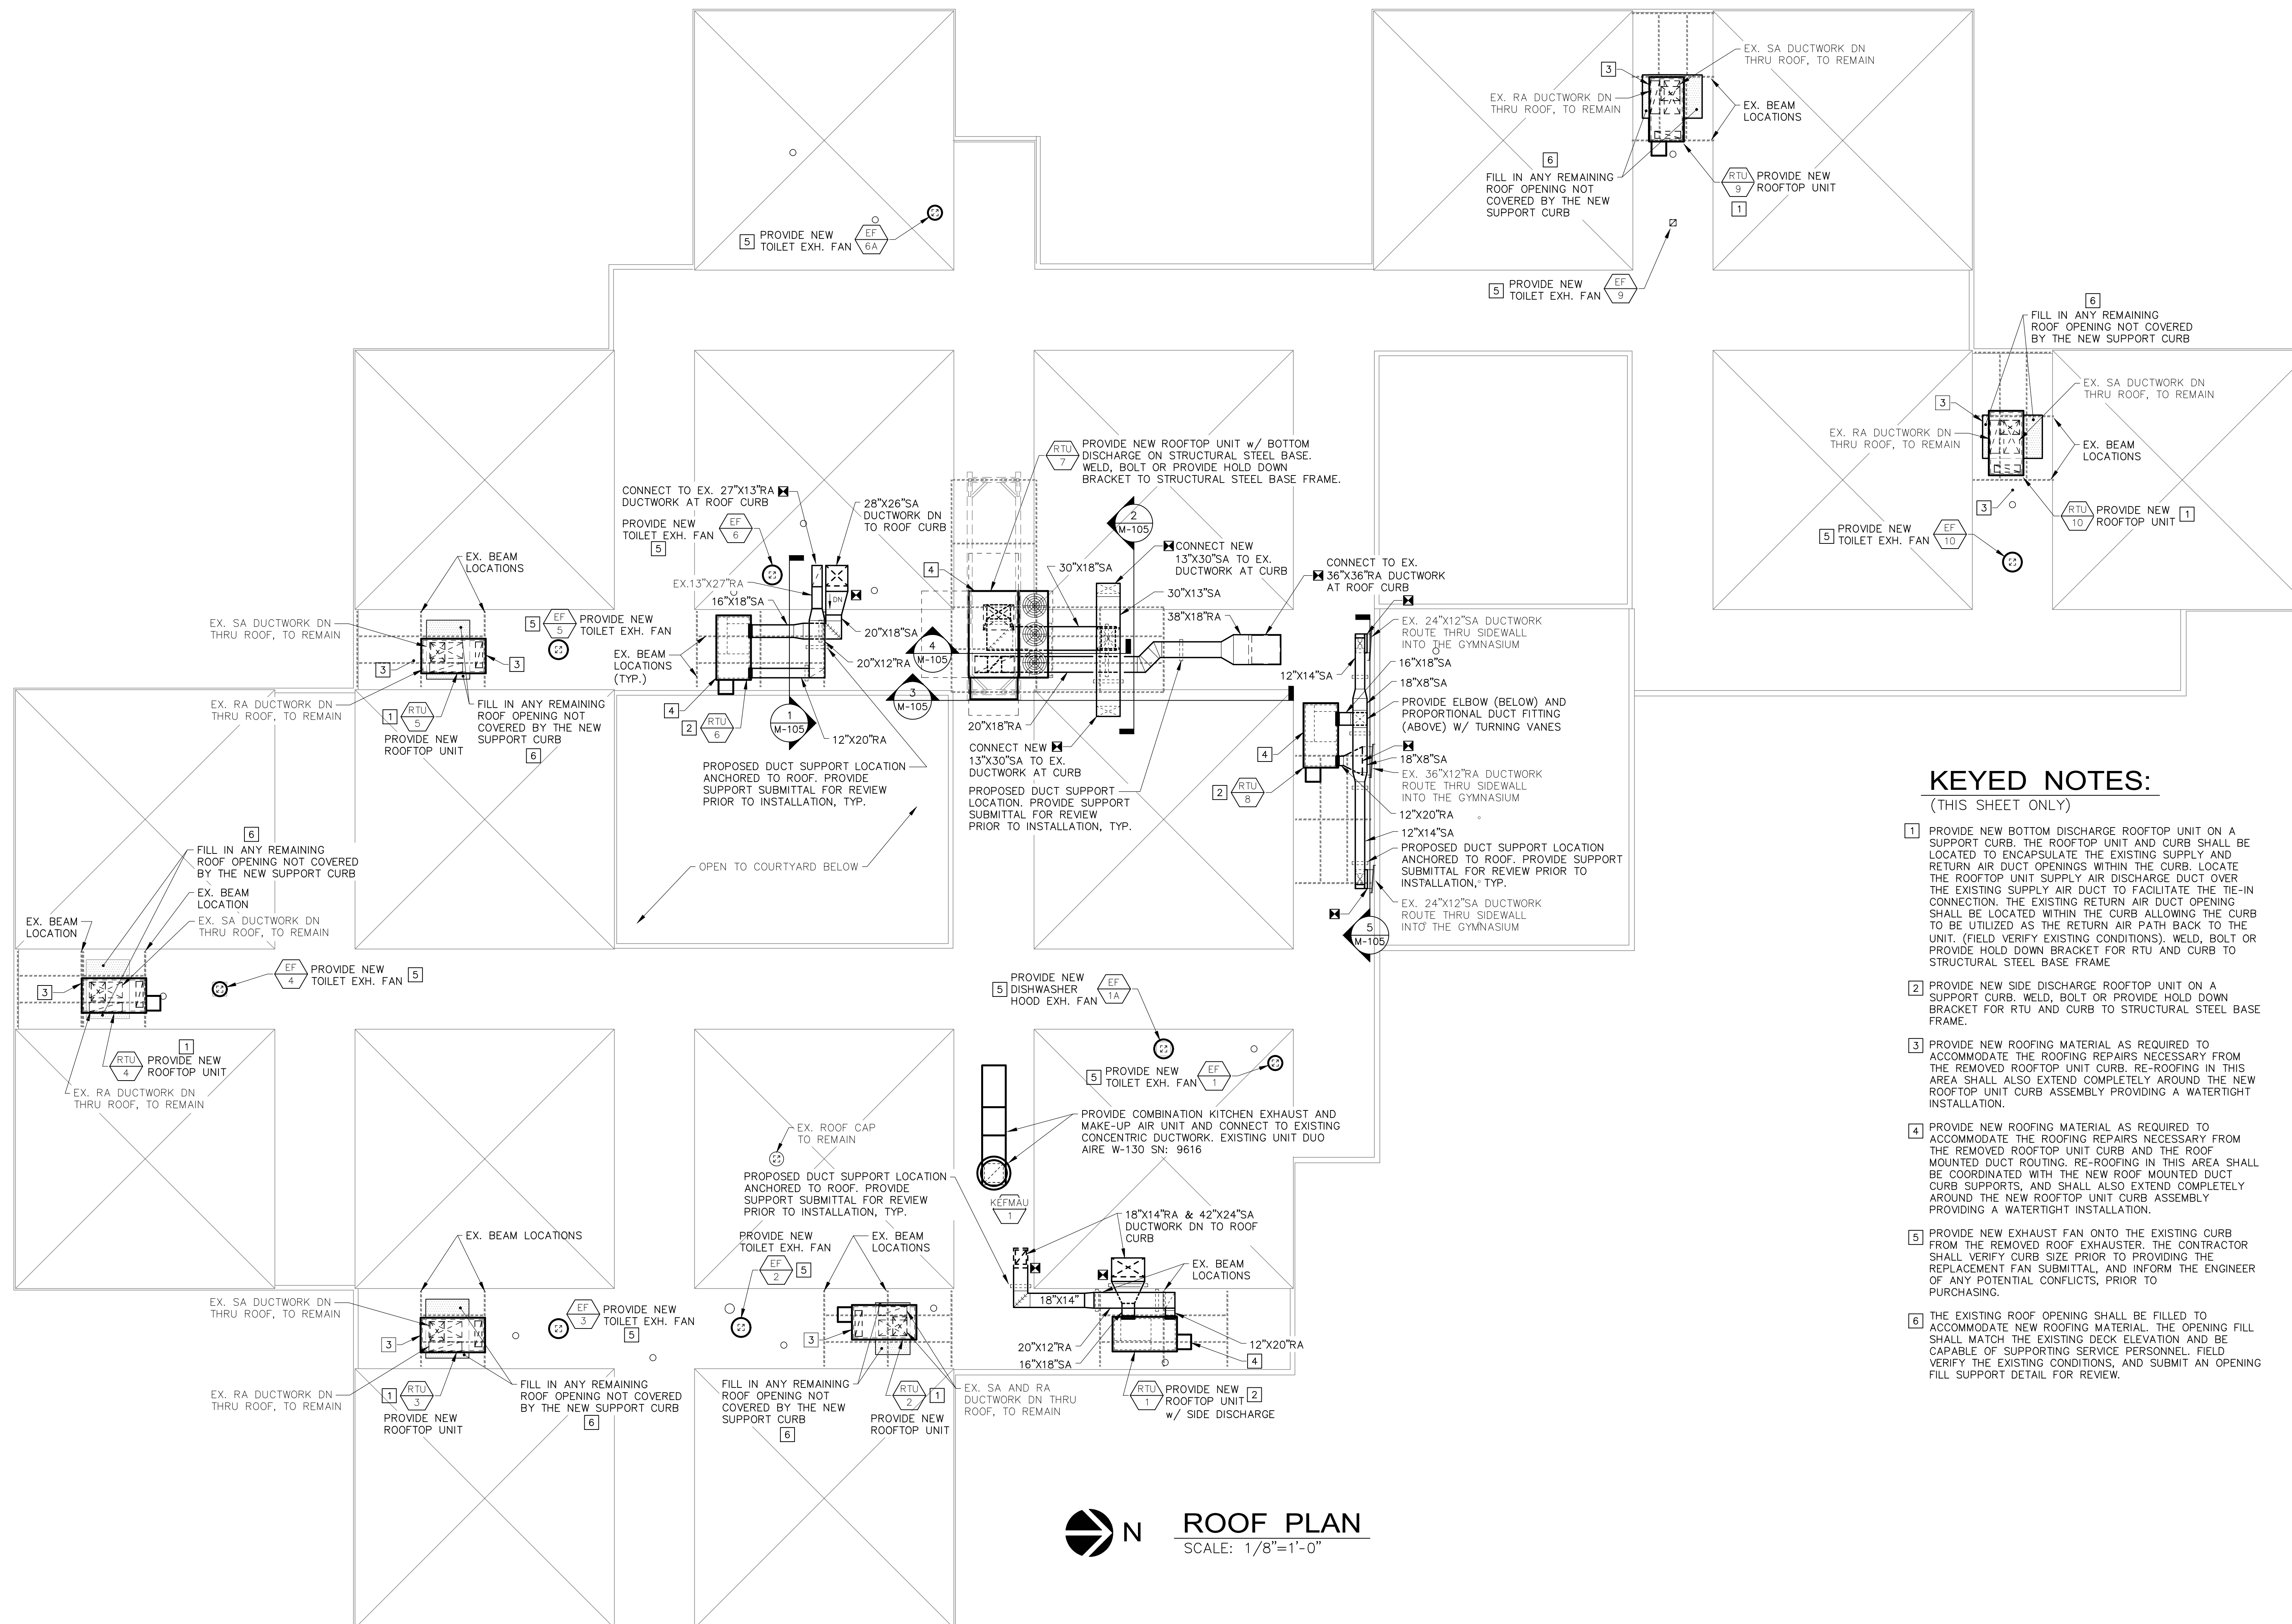 EX. SA DUCTWORK DN
THRU ROOF, TO REMAIN
3
EX. RA DUCTWORK DN
THRU ROOF, TO REMAIN
EX. BEAM
LOCATIONS
6
FILL IN ANY REMAINING
ROOF OPENING NOT
COVERED BY THE NEW
SUPPORT CURB
RTU
9
PROVIDE NEW
ROOFTOP UNIT
1
5
PROVIDE NEW
TOILET EXH. FAN
EF
6A
5
PROVIDE NEW
TOILET EXH. FAN
EF
9
6
FILL IN ANY REMAINING
ROOF OPENING NOT COVERED
BY THE NEW SUPPORT CURB
EX. SA DUCTWORK DN
THRU ROOF, TO REMAIN
3
EX. RA DUCTWORK DN
THRU ROOF, TO REMAIN
EX. BEAM
LOCATIONS
3
RTU
10
PROVIDE NEW
ROOFTOP UNIT
1
5
PROVIDE NEW
TOILET EXH. FAN
EF
10
RTU
7
PROVIDE NEW ROOFTOP UNIT w/ BOTTOM
DISCHARGE ON STRUCTURAL STEEL BASE.
WELD, BOLT OR PROVIDE HOLD DOWN
BRACKET TO STRUCTURAL STEEL BASE FRAME.
CONNECT TO EX. 27"X13"RA
DUCTWORK AT ROOF CURB
28"X26"SA
DUCTWORK DN
TO ROOF CURB
PROVIDE NEW
TOILET EXH. FAN
EF
6
5
2
M-105
CONNECT NEW
13"X30"SA TO EX.
DUCTWORK AT CURB
CONNECT TO EX.
36"X36"RA DUCTWORK
AT ROOF CURB
EX. BEAM
LOCATIONS
EX.13"X27"RA
16"X18"SA
DN
4
30"X18"SA
30"X13"SA
38"X18"RA
EX. SA DUCTWORK DN
THRU ROOF, TO REMAIN
5
EF
5
PROVIDE NEW
TOILET EXH. FAN
EX. BEAM
LOCATIONS
(TYP.)
20"X18"SA
20"X12"RA
4
M-105
3
M-105
EX. 24"X12"SA DUCTWORK
ROUTE THRU SIDEWALL
INTO THE GYMNASIUM
16"X18"SA
12"X14"SA
18"X8"SA
PROVIDE ELBOW (BELOW) AND
PROPORTIONAL DUCT FITTING
(ABOVE) W/ TURNING VANES
3
3
EX. RA DUCTWORK DN
THRU ROOF, TO REMAIN
1
RTU
5
PROVIDE NEW
ROOFTOP UNIT
FILL IN ANY REMAINING
ROOF OPENING NOT
COVERED BY THE NEW
SUPPORT CURB
6
4
2
RTU
6
1
M-105
12"X20"RA
20"X18"RA
CONNECT NEW
13"X30"SA TO EX.
DUCTWORK AT CURB
4
18"X8"SA
EX. 36"X12"RA DUCTWORK
ROUTE THRU SIDEWALL
INTO THE GYMNASIUM
2
RTU
8
12"X20"RA
12"X14"SA
PROPOSED DUCT SUPPORT LOCATION
ANCHORED TO ROOF. PROVIDE
SUPPORT SUBMITTAL FOR REVIEW
PRIOR TO INSTALLATION, TYP.
PROPOSED DUCT SUPPORT
LOCATION. PROVIDE SUPPORT
SUBMITTAL FOR REVIEW
PRIOR TO INSTALLATION, TYP.
PROPOSED DUCT SUPPORT LOCATION
ANCHORED TO ROOF. PROVIDE SUPPORT
SUBMITTAL FOR REVIEW PRIOR TO
INSTALLATION, TYP.
EX. 24"X12"SA DUCTWORK
ROUTE THRU SIDEWALL
INTO THE GYMNASIUM
5
M-105
OPEN TO COURTYARD BELOW
6
FILL IN ANY REMAINING
ROOF OPENING NOT COVERED
BY THE NEW SUPPORT CURB
EX. BEAM
LOCATION
EX. BEAM
LOCATION
EX. SA DUCTWORK DN
THRU ROOF, TO REMAIN
3
EF
4
PROVIDE NEW
TOILET EXH. FAN
5
1
RTU
4
PROVIDE NEW
ROOFTOP UNIT
EX. RA DUCTWORK DN
THRU ROOF, TO REMAIN
5
PROVIDE NEW
DISHWASHER
HOOD EXH. FAN
EF
1A
5
PROVIDE NEW
TOILET EXH. FAN
EF
1
PROVIDE COMBINATION KITCHEN EXHAUST AND
MAKE-UP AIR UNIT AND CONNECT TO EXISTING
CONCENTRIC DUCTWORK. EXISTING UNIT DUO
AIRE W-130 SN: 9616
KEFMAU
1
EX. ROOF CAP
TO REMAIN
PROPOSED DUCT SUPPORT LOCATION
ANCHORED TO ROOF. PROVIDE
SUPPORT SUBMITTAL FOR REVIEW
PRIOR TO INSTALLATION, TYP.
18"X14"RA & 42"X24"SA
DUCTWORK DN TO ROOF
CURB
EX. BEAM LOCATIONS
PROVIDE NEW
TOILET EXH. FAN
EF
2
5
EX. BEAM
LOCATIONS
EX. BEAM
LOCATIONS
EX. SA DUCTWORK DN
THRU ROOF, TO REMAIN
3
EF
3
PROVIDE NEW
TOILET EXH. FAN
5
3
18"X14"
20"X12"RA
16"X18"SA
12"X20"RA
4
EX. RA DUCTWORK DN
THRU ROOF, TO REMAIN
1
RTU
3
PROVIDE NEW
ROOFTOP UNIT
FILL IN ANY REMAINING
ROOF OPENING NOT COVERED
BY THE NEW SUPPORT CURB
6
FILL IN ANY REMAINING
ROOF OPENING NOT
COVERED BY THE NEW
SUPPORT CURB
6
RTU
2
1
PROVIDE NEW
ROOFTOP UNIT
EX. SA AND RA
DUCTWORK DN THRU
ROOF, TO REMAIN
RTU
1
PROVIDE NEW
ROOFTOP UNIT
w/ SIDE DISCHARGE
2
N
ROOF PLAN
SCALE: 1/8"=1'-0"
KEYED NOTES:
(THIS SHEET ONLY)
1 PROVIDE NEW BOTTOM DISCHARGE ROOFTOP UNIT ON A
SUPPORT CURB. THE ROOFTOP UNIT AND CURB SHALL BE
LOCATED TO ENCAPSULATE THE EXISTING SUPPLY AND
RETURN AIR DUCT OPENINGS WITHIN THE CURB. LOCATE
THE ROOFTOP UNIT SUPPLY AIR DISCHARGE DUCT OVER
THE EXISTING SUPPLY AIR DUCT TO FACILITATE THE TIE-IN
CONNECTION. THE EXISTING RETURN AIR DUCT OPENING
SHALL BE LOCATED WITHIN THE CURB ALLOWING THE CURB
TO BE UTILIZED AS THE RETURN AIR PATH BACK TO THE
UNIT. (FIELD VERIFY EXISTING CONDITIONS). WELD, BOLT OR
PROVIDE HOLD DOWN BRACKET FOR RTU AND CURB TO
STRUCTURAL STEEL BASE FRAME
2 PROVIDE NEW SIDE DISCHARGE ROOFTOP UNIT ON A
SUPPORT CURB. WELD, BOLT OR PROVIDE HOLD DOWN
BRACKET FOR RTU AND CURB TO STRUCTURAL STEEL BASE
FRAME.
3 PROVIDE NEW ROOFING MATERIAL AS REQUIRED TO
ACCOMMODATE THE ROOFING REPAIRS NECESSARY FROM
THE REMOVED ROOFTOP UNIT CURB. RE-ROOFING IN THIS
AREA SHALL ALSO EXTEND COMPLETELY AROUND THE NEW
ROOFTOP UNIT CURB ASSEMBLY PROVIDING A WATERTIGHT
INSTALLATION.
4 PROVIDE NEW ROOFING MATERIAL AS REQUIRED TO
ACCOMMODATE THE ROOFING REPAIRS NECESSARY FROM
THE REMOVED ROOFTOP UNIT CURB AND THE ROOF
MOUNTED DUCT ROUTING. RE-ROOFING IN THIS AREA SHALL
BE COORDINATED WITH THE NEW ROOF MOUNTED DUCT
CURB SUPPORTS, AND SHALL ALSO EXTEND COMPLETELY
AROUND THE NEW ROOFTOP UNIT CURB ASSEMBLY
PROVIDING A WATERTIGHT INSTALLATION.
5 PROVIDE NEW EXHAUST FAN ONTO THE EXISTING CURB
FROM THE REMOVED ROOF EXHAUSTER. THE CONTRACTOR
SHALL VERIFY CURB SIZE PRIOR TO PROVIDING THE
REPLACEMENT FAN SUBMITTAL, AND INFORM THE ENGINEER
OF ANY POTENTIAL CONFLICTS, PRIOR TO
PURCHASING.
6 THE EXISTING ROOF OPENING SHALL BE FILLED TO
ACCOMMODATE NEW ROOFING MATERIAL. THE OPENING FILL
SHALL MATCH THE EXISTING DECK ELEVATION AND BE
CAPABLE OF SUPPORTING SERVICE PERSONNEL. FIELD
VERIFY THE EXISTING CONDITIONS, AND SUBMIT AN OPENING
FILL SUPPORT DETAIL FOR REVIEW.